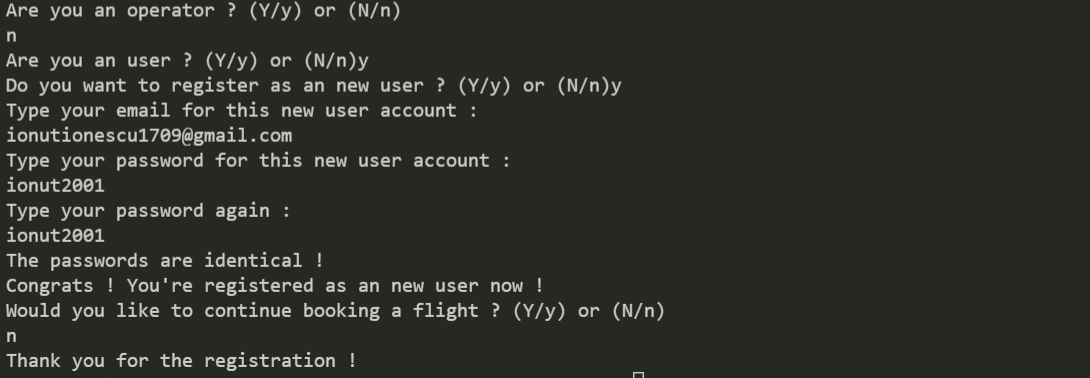 Are you an operator ? (Y/y) or (N/n)
n
Are you an user ? (Y/y) or (N/n)y
Do you want to register as an new user ? (Y/y) or (N/n)y
Type your email for this new user account :
ionutionescu1709@gmail.com
Type your password for this new user account :
ionut2001
Type your password again :
ionut2001
The passwords are identical !
Congrats ! You're registered as an new user now !
Would you like to continue booking a flight ? (Y/y) or (N/n)
n
Thank you for the registration !